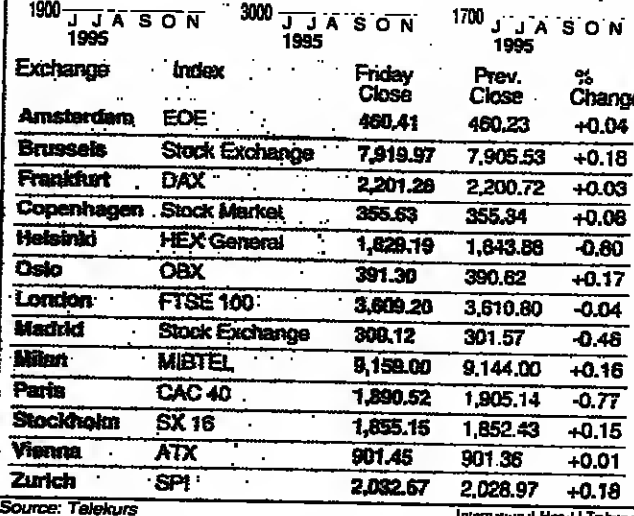 1900 3000 1700
J J A S O N J J A S O N J J A S O N
1995 1995 1995
Exchange Index Friday Close Prev. Close % Change
Amsterdam EOE 460.41 460.23 +0.04
Brussels Stock Exchange 7,919.97 7,905.53 +0.18
Frankfurt DAX 2,201.28 2,200.72 +0.03
Copenhagen Stock Market 355.63 355.34 +0.08
Helsinki HEX General 1,829.19 1,843.88 -0.80
Oslo OBX 391.30 390.62 +0.17
London FTSE 100 3,609.20 3,610.80 -0.04
Madrid Stock Exchange 301.57 -0.46
Milan MIBTEL 9,159.00 9,144.00 +0.16
Paris CAC 40 1,890.52 1,905.14 -0.77
Stockholm SX 16 1,855.15 1,852.43 +0.15
Vienna ATX 901.45 901.36 +0.01
Zurich SPI 2,032.67 2,028.97 +0.18
Source: Telekurs International